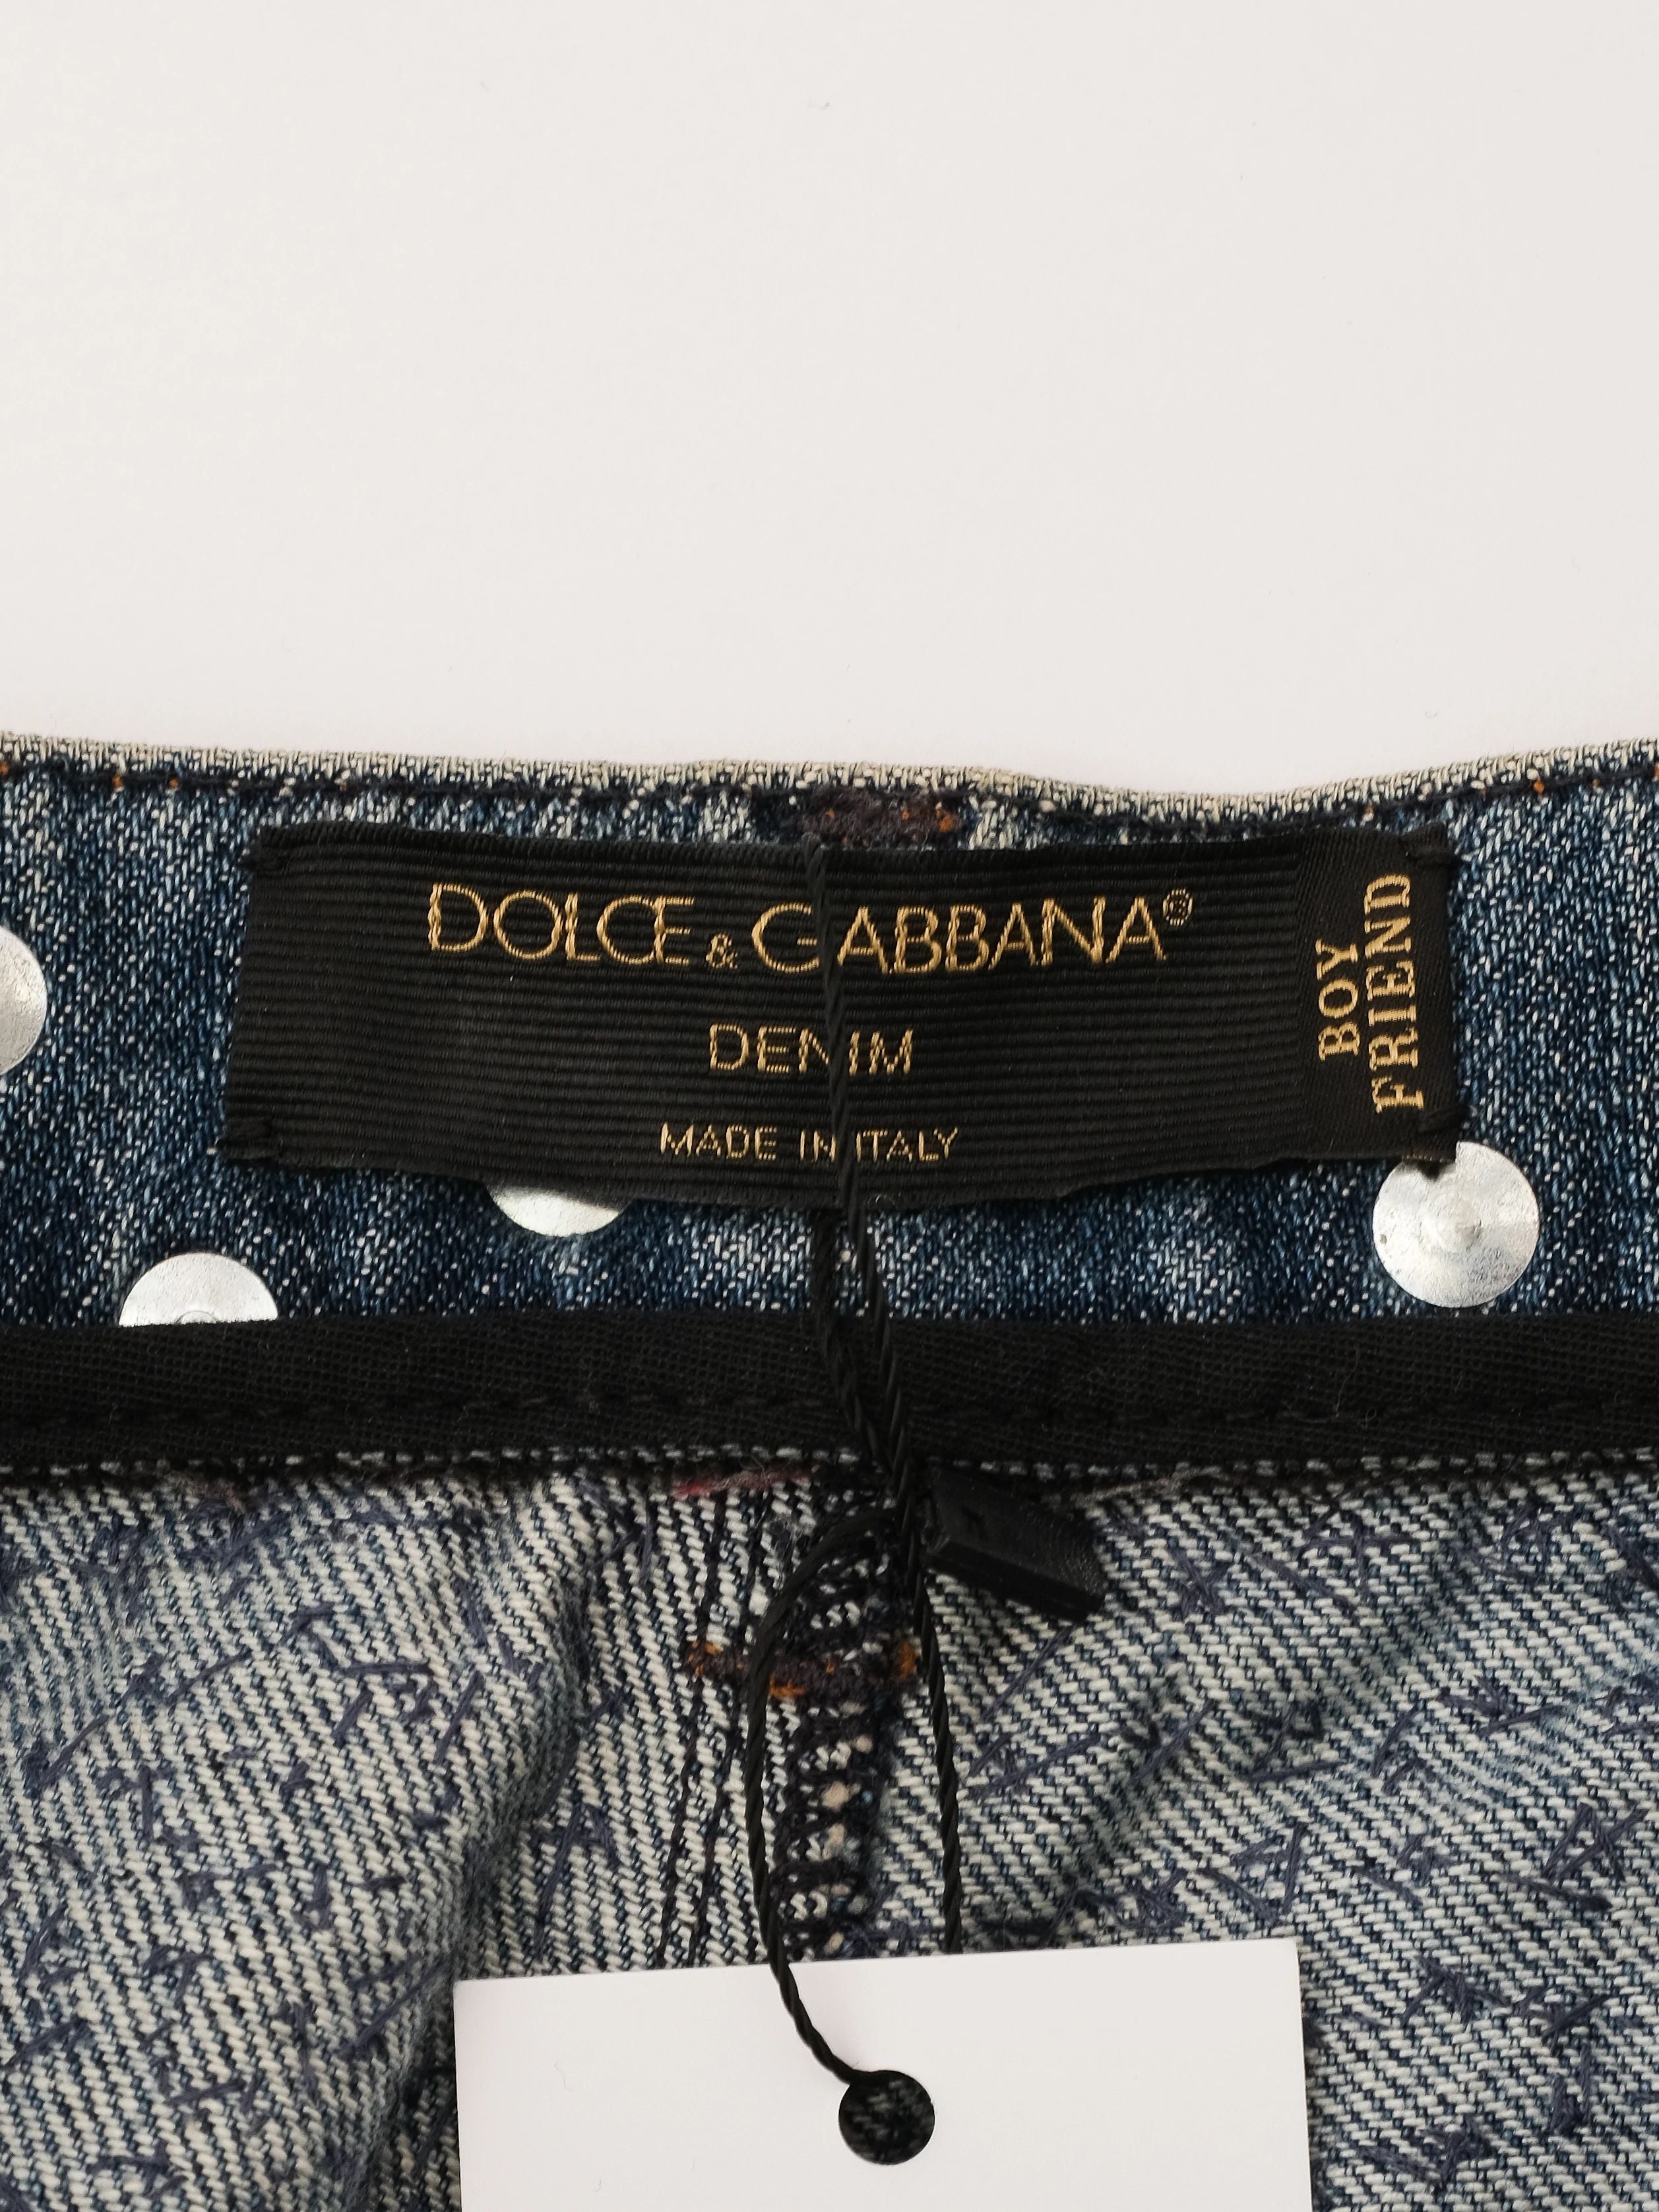 DOLCE & GABBANA®
DENIM
MADE IN ITALY
BOY
FRIEND